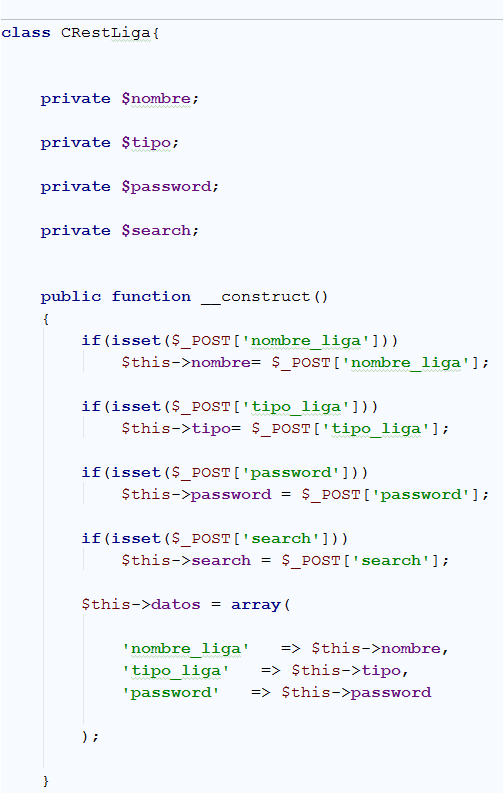 class CRestLiga{
private $nombre;
private $tipo;
private $password;
private $search;
public function __construct()
{
if(isset($_POST['nombre_liga']))
$this->nombre= $_POST['nombre_liga'];
if(isset($_POST['tipo_liga']))
$this->tipo= $_POST['tipo_liga'];
if(isset($_POST['password']))
$this->password = $_POST['password'];
if(isset($_POST['search']))
$this->search = $_POST['search'];
$this->datos = array(
'nombre_liga'   => $this->nombre,
'tipo_liga'   => $this->tipo,
'password'   => $this->password
);
}